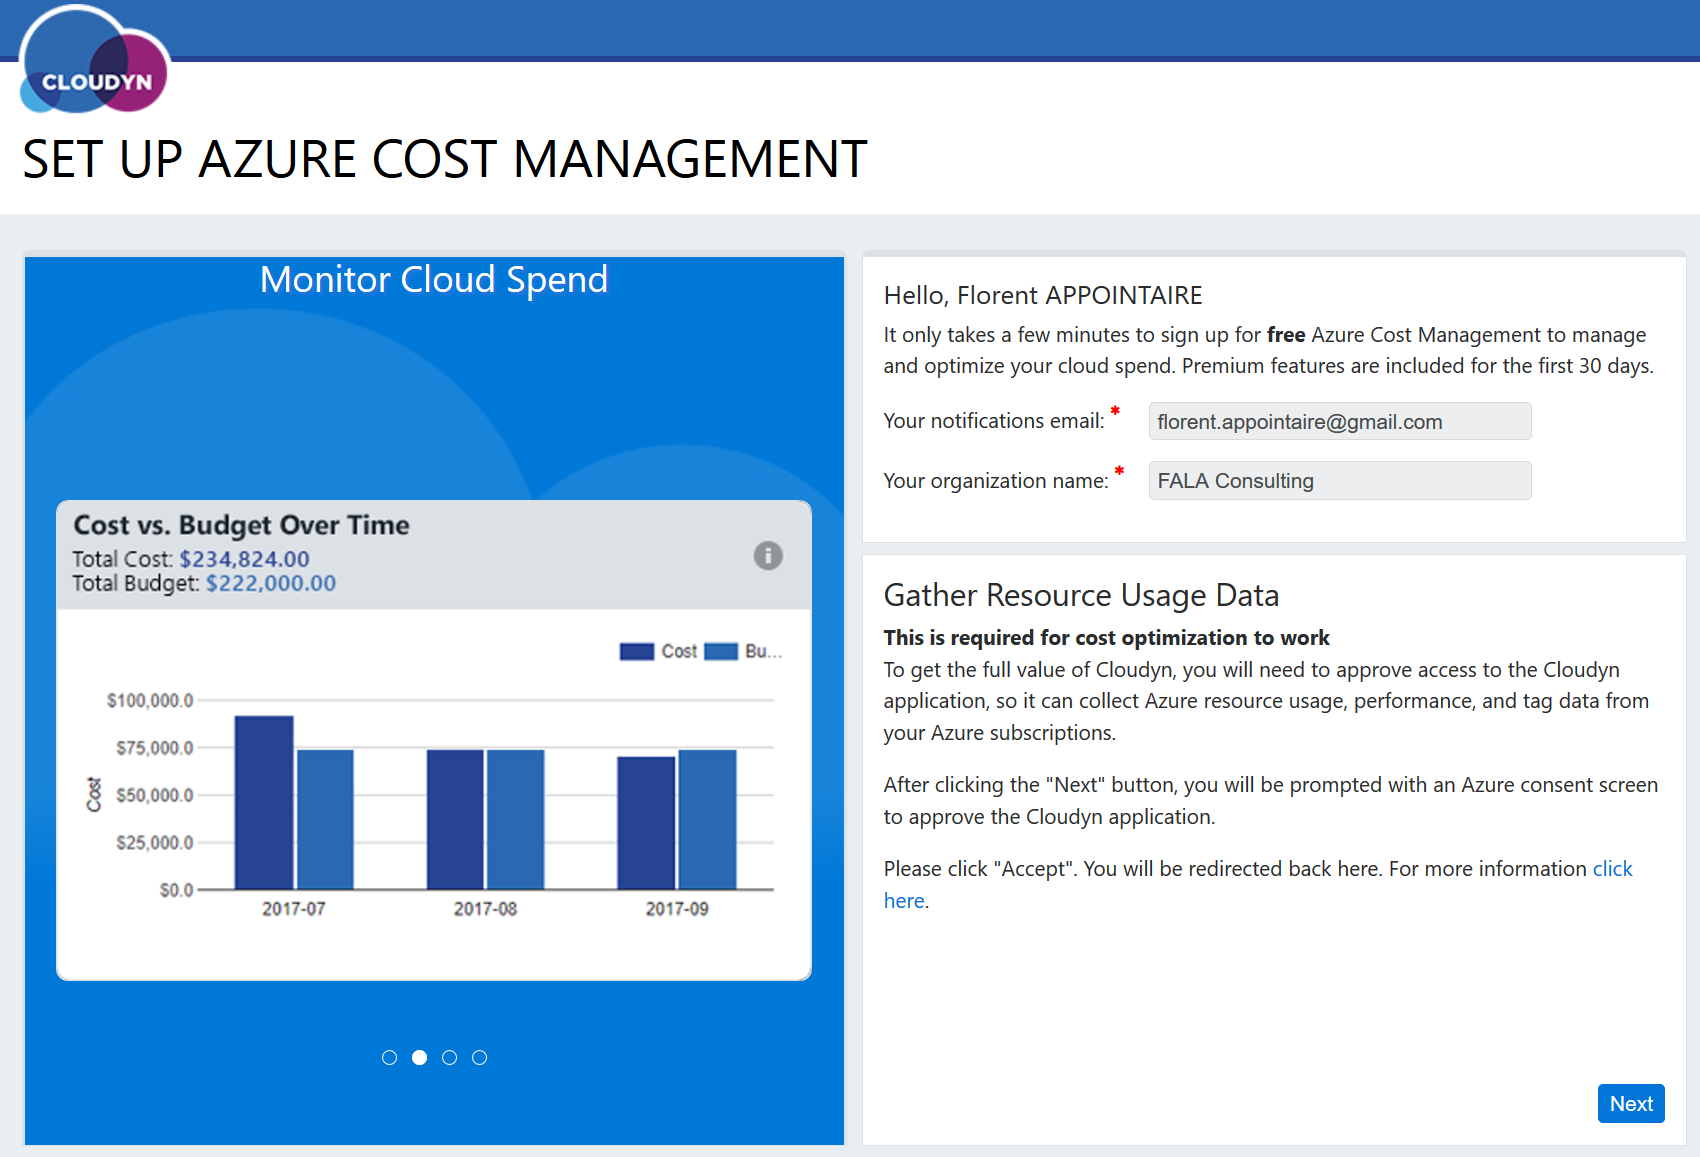 CLOUDYN
SET UP AZURE COST MANAGEMENT
Monitor Cloud Spend
Cost vs. Budget Over Time
Total Cost: $234,824.00
Total Budget: $222,000.00
i
Cost Bu...
$100,000.0
$75,000.0
$50,000.0
$25,000.0
$0.0
Cost
2017-07 2017-08 2017-09
Hello, Florent APPOINTAIRE
It only takes a few minutes to sign up for free Azure Cost Management to manage
and optimize your cloud spend. Premium features are included for the first 30 days.
Your notifications email: * florent.appointaire@gmail.com
Your organization name: * FALA Consulting
Gather Resource Usage Data
This is required for cost optimization to work
To get the full value of Cloudyn, you will need to approve access to the Cloudyn
application, so it can collect Azure resource usage, performance, and tag data from
your Azure subscriptions.
After clicking the "Next" button, you will be prompted with an Azure consent screen
to approve the Cloudyn application.
Please click "Accept". You will be redirected back here. For more information click
here.
Next